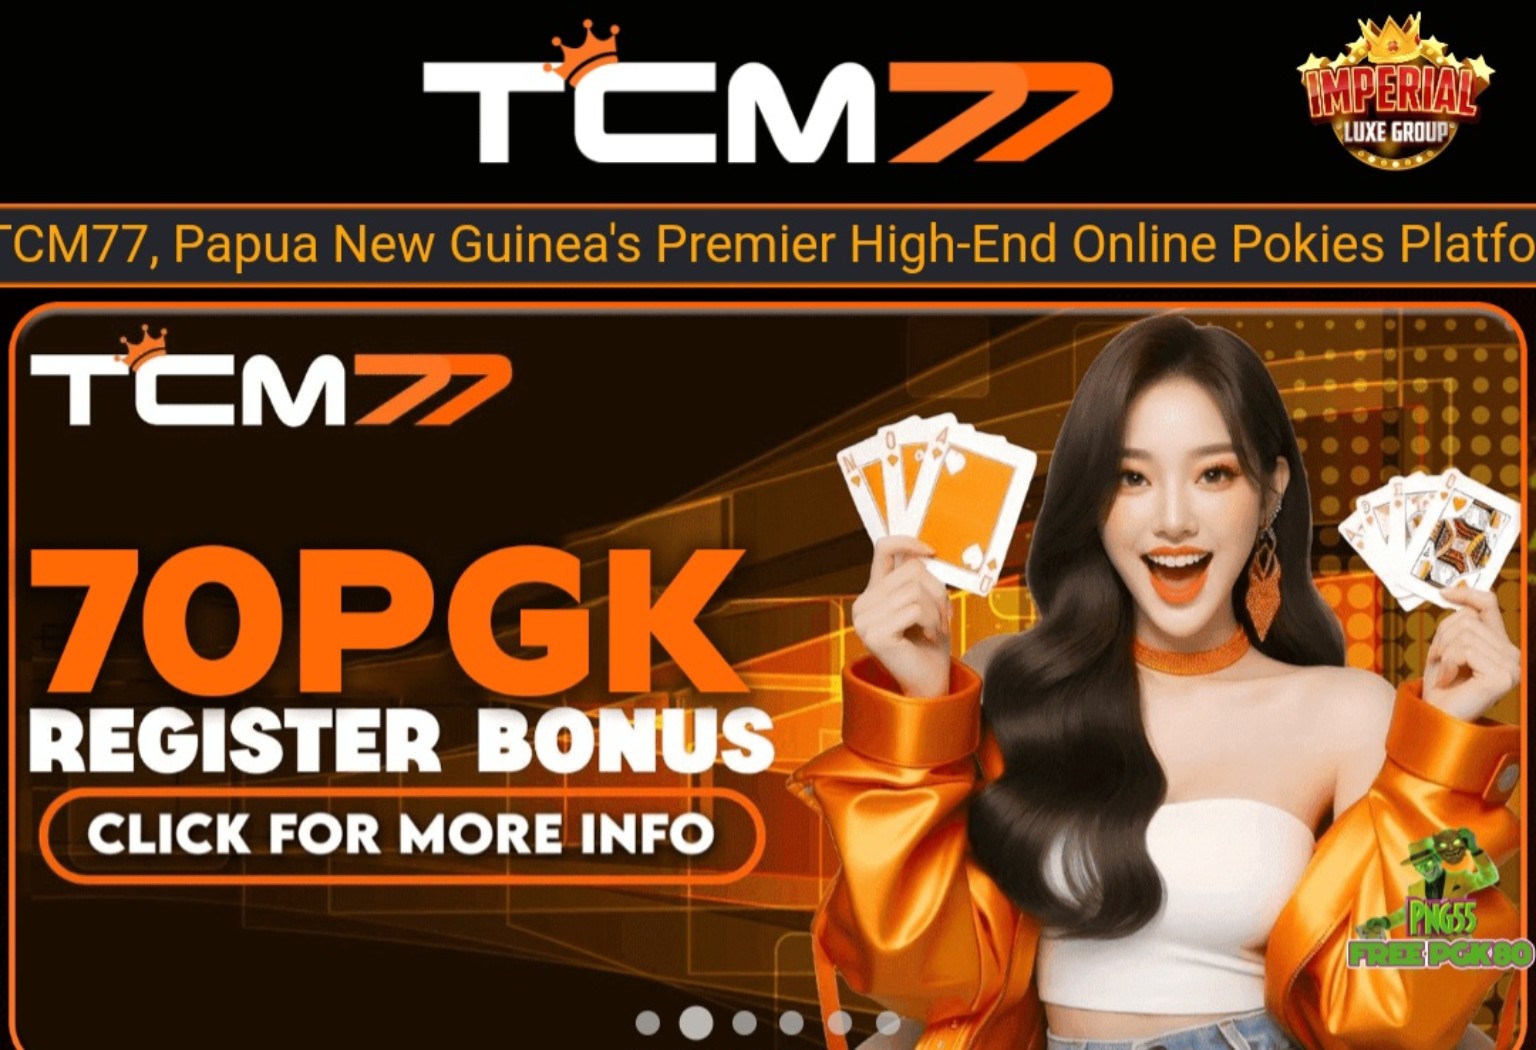 TCM77
IMPERIAL
LUXE GROUP
TCM77, Papua New Guinea's Premier High-End Online Pokies Platfo
TCM77
70PGK
REGISTER BONUS
CLICK FOR MORE INFO
PNG55
FREE PGK80